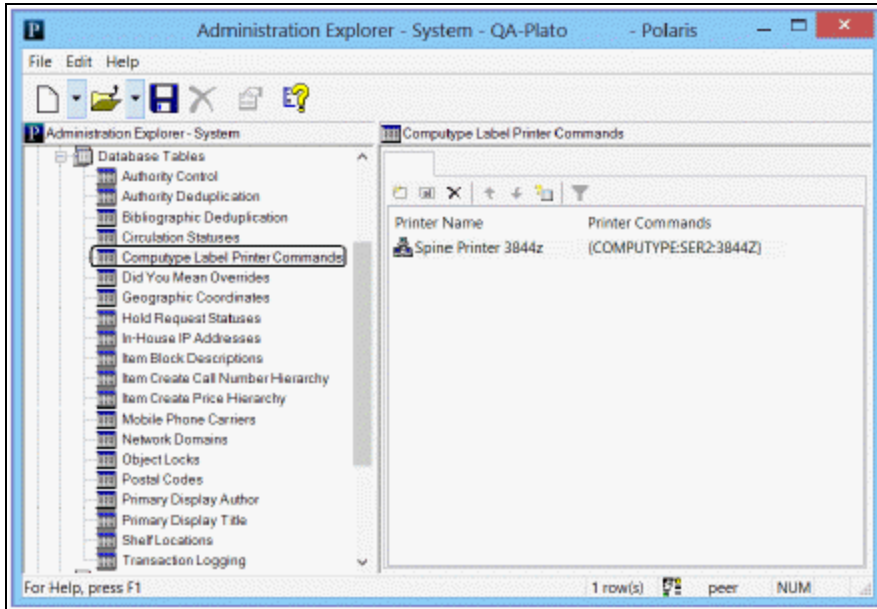 Administration Explorer - System - QA-Plato - Polaris
File Edit Help
Administration Explorer - System
Computype Label Printer Commands
Database Tables
Authority Control
Authority Deduplication
Bibliographic Deduplication
Circulation Statuses
Computype Label Printer Commands
Did You Mean Overrides
Geographic Coordinates
Hold Request Statuses
In-House IP Addresses
Item Block Descriptions
Item Create Call Number Hierarchy
Item Create Price Hierarchy
Mobile Phone Carriers
Network Domains
Object Locks
Postal Codes
Primary Display Author
Primary Display Title
Shelf Locations
Transaction Logging
Printer Name Printer Commands
Spine Printer 3844z (COMPUTYPE:SER2:3844Z)
For Help, press F1 1 row(s) peer NUM